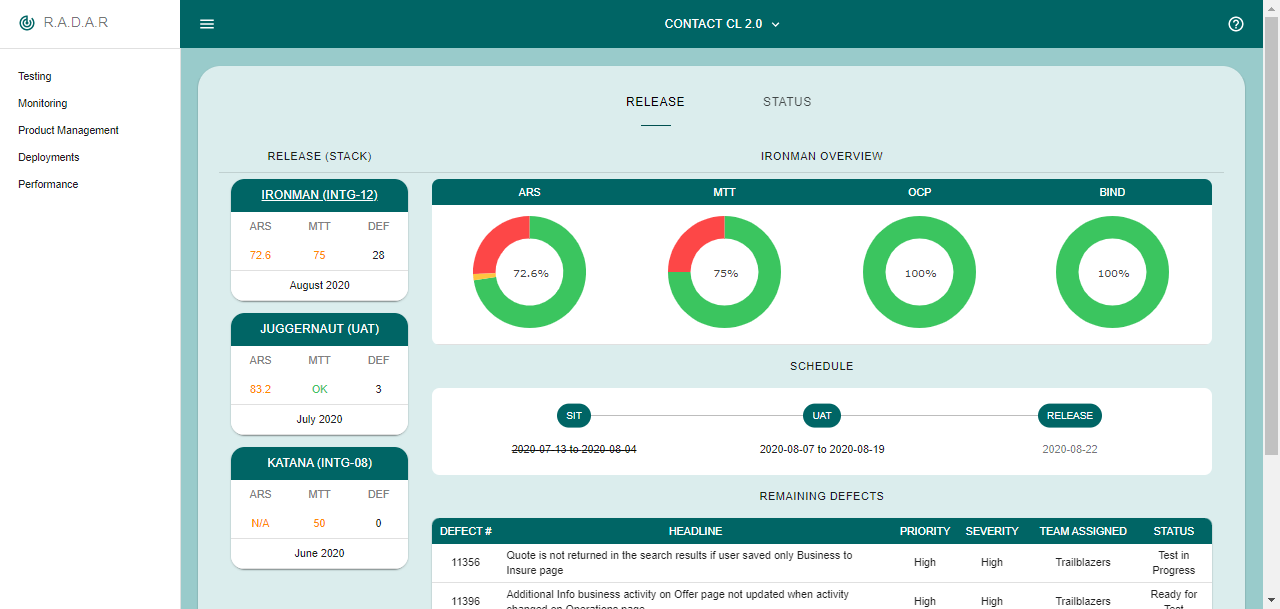 R.A.D.A.R
CONTACT CL 2.0
Testing
Monitoring
Product Management
Deployments
Performance
RELEASE STATUS
RELEASE (STACK)
IRONMAN (INTG-12)
ARS MTT DEF
72.6 75 28
August 2020
JUGGERNAUT (UAT)
ARS MTT DEF
83.2 OK 3
July 2020
KATANA (INTG-08)
ARS MTT DEF
N/A 50 0
June 2020
IRONMAN OVERVIEW
ARS MTT OCP BIND
72.6% 75% 100% 100%
SCHEDULE
SIT UAT RELEASE
2020-07-13 to 2020-08-04 2020-08-07 to 2020-08-19 2020-08-22
REMAINING DEFECTS
DEFECT # HEADLINE PRIORITY SEVERITY TEAM ASSIGNED STATUS
11356 Quote is not returned in the search results if user saved only Business to Insure page High High Trailblazers Test in Progress
11396 Additional Info business activity on Offer page not updated when activity changed on Operations page High High Trailblazers Ready for Test